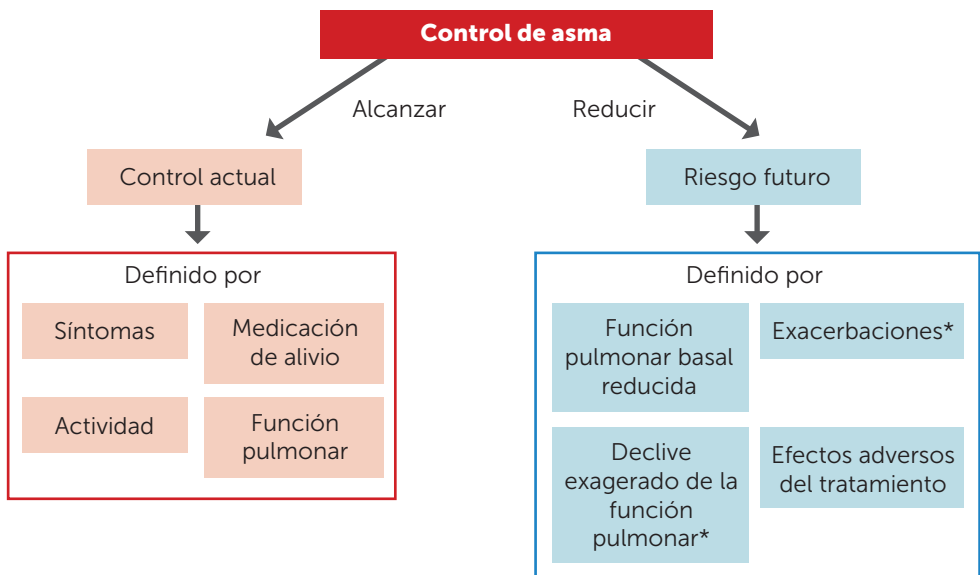 Control de asma
Alcanzar
Reducir
Control actual
Riesgo futuro
Definido por
Síntomas
Medicación
de alivio
Actividad
Función
pulmonar
Definido por
Función
pulmonar basal
reducida
Exacerbaciones*
Declive
exagerado de la
función
pulmonar*
Efectos adversos
del tratamiento